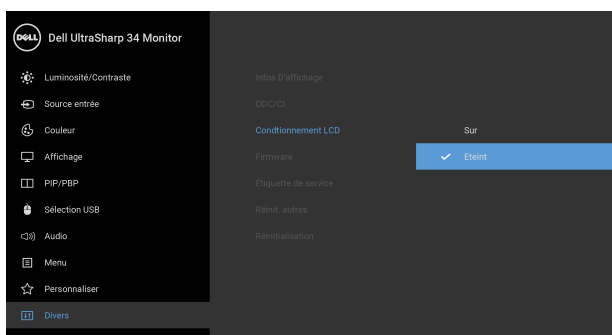 DELL Dell UltraSharp 34 Monitor
Luminosité/Contraste
Source entrée
Couleur
Affichage
PIP/PBP
Sélection USB
Audio
Menu
Personnaliser
Divers
Infos D'affichage
DDC/CI
Condtionnement LCD
Firmware
Étiquette de service
Réinit. autres
Réinitialisation
Sur
Eteint